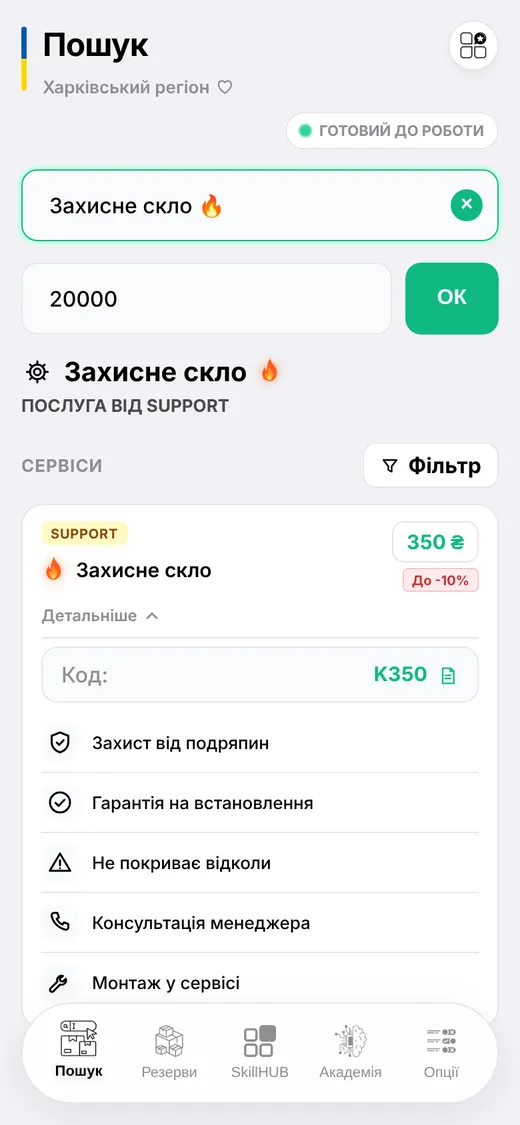 Пошук
Харківський регіон
ГОТОВИЙ ДО РОБОТИ
Захисне скло 🔥
20000
ОК
Захисне скло 🔥
ПОСЛУГА ВІД SUPPORT
СЕРВІСИ
Фільтр
SUPPORT
350 ₴
🔥 Захисне скло
До -10%
Детальніше
Код:
K350
Захист від подряпин
Гарантія на встановлення
Не покриває відколи
Консультація менеджера
Монтаж у сервісі
Пошук
Резерви
SkillHUB
Академія
Опції